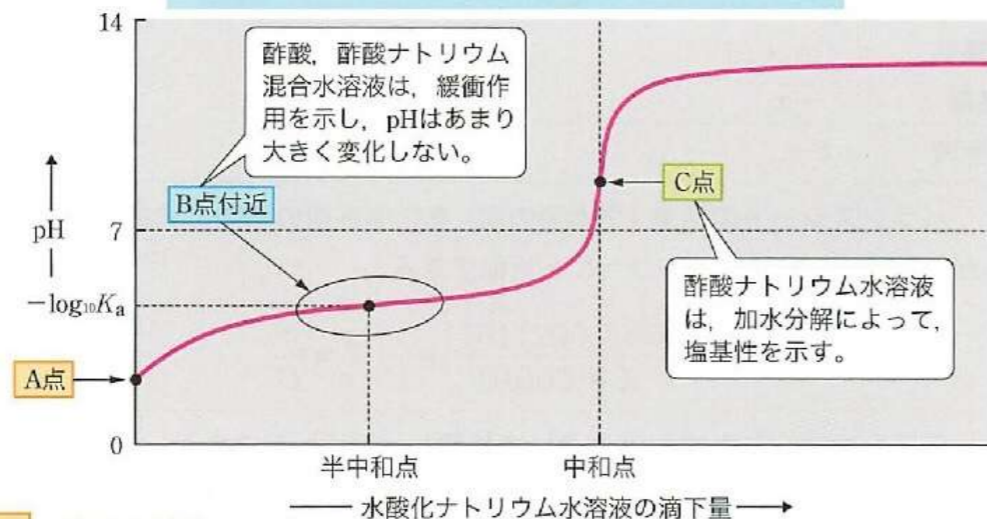 14
酢酸，酢酸ナトリウム
混合水溶液は，緩衝作
用を示し，pHはあまり
大きく変化しない。
B点付近
C点
pH
7
酢酸ナトリウム水溶液
は，加水分解によって，
塩基性を示す。
−log₁₀Kₐ
A点
0
半中和点
中和点
水酸化ナトリウム水溶液の滴下量